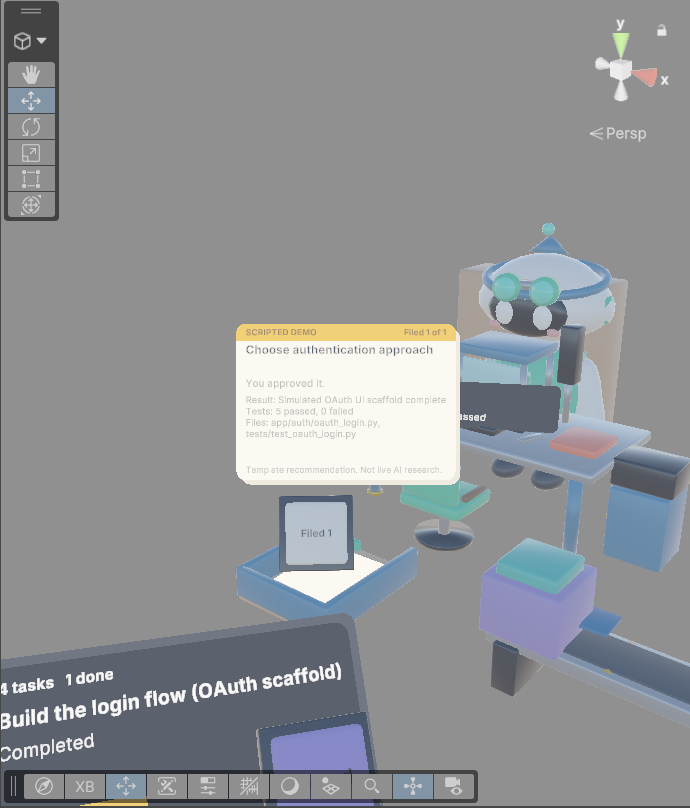 y
x
Persp
SCRIPTED DEMO Filed 1 of 1
Choose authentication approach
You approved it.
Result: Simulated OAuth UI scaffold complete
Tests: 5 passed, 0 failed
Files: app/auth/oauth_login.py,
tests/test_oauth_login.py
Template recommendation. Not live AI research.
assed
Filed 1
4 tasks 1 done
Build the login flow (OAuth scaffold)
Completed
XB